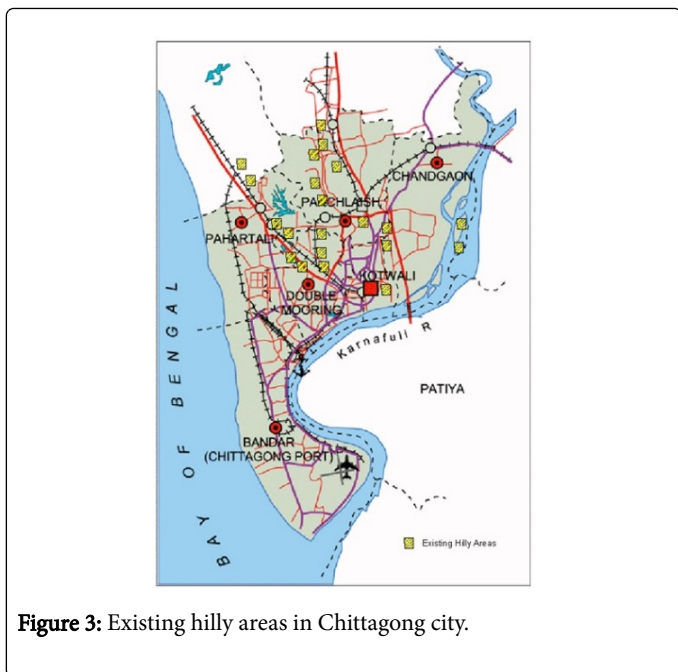 CHANDGAON
PANCHLAISH
PAHARTALI
KOTWALI
DOUBLE
MOORING
Karnafuli R
PATIYA
BAY OF BENGAL
BANDAR
(CHITTAGONG PORT)
Existing Hilly Areas
Figure 3: Existing hilly areas in Chittagong city.